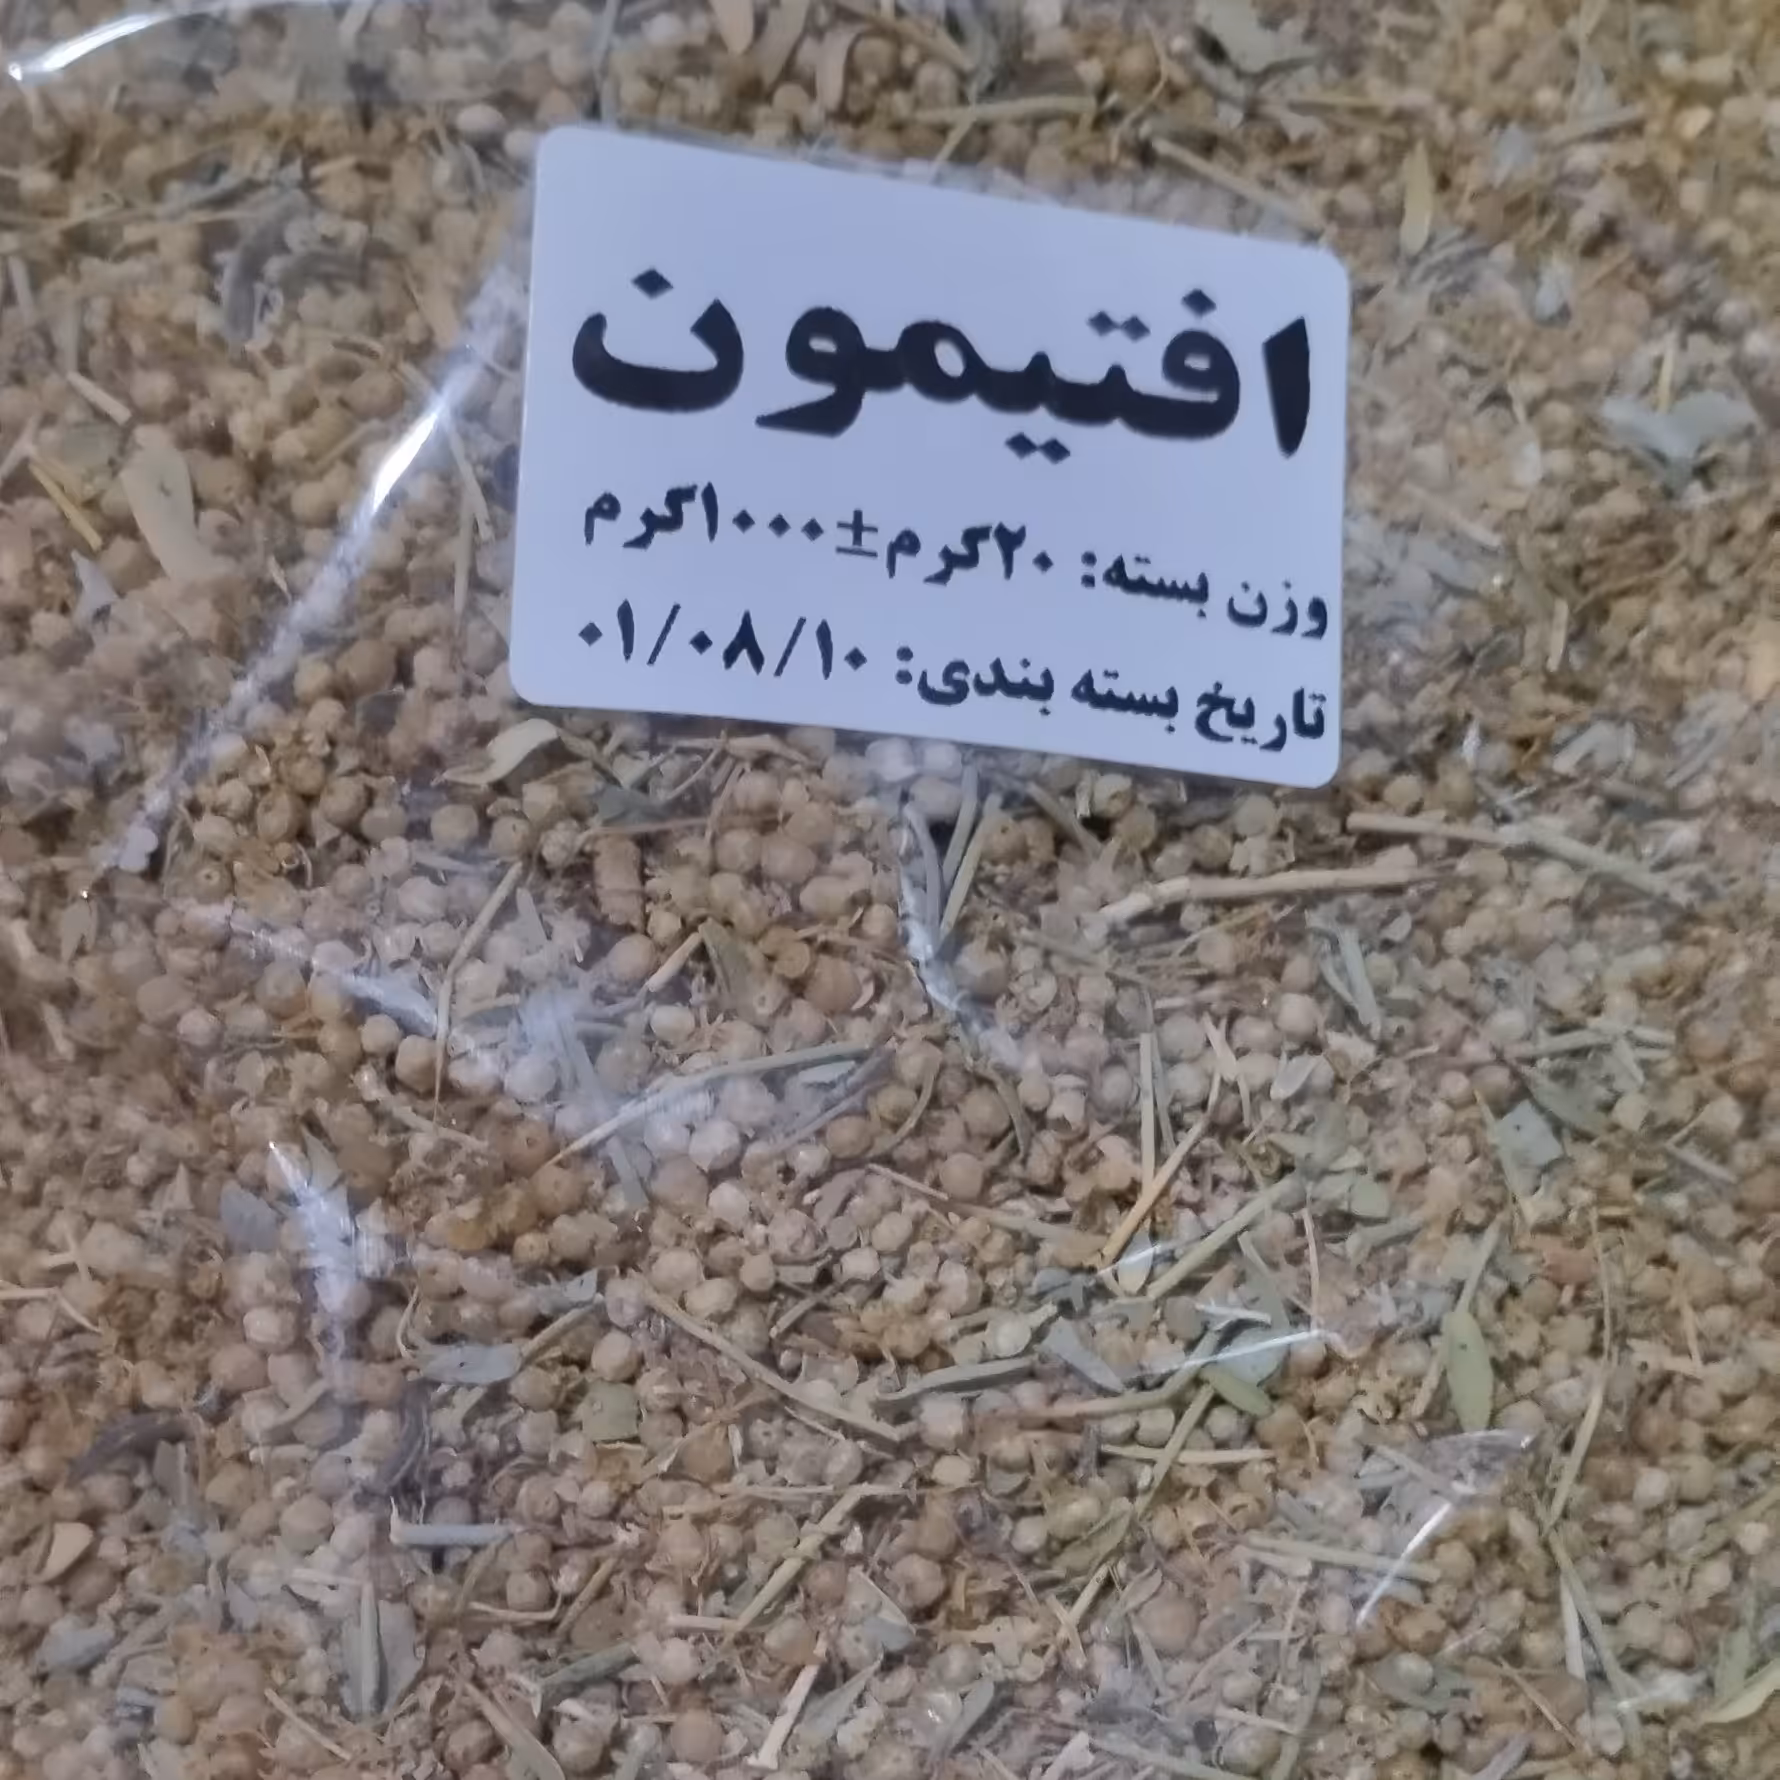 افتیمون
وزن بسته: ۲۰گرم±۱۰۰۰گرم
تاریخ بسته بندی: ۰۱/۰۸/۱۰